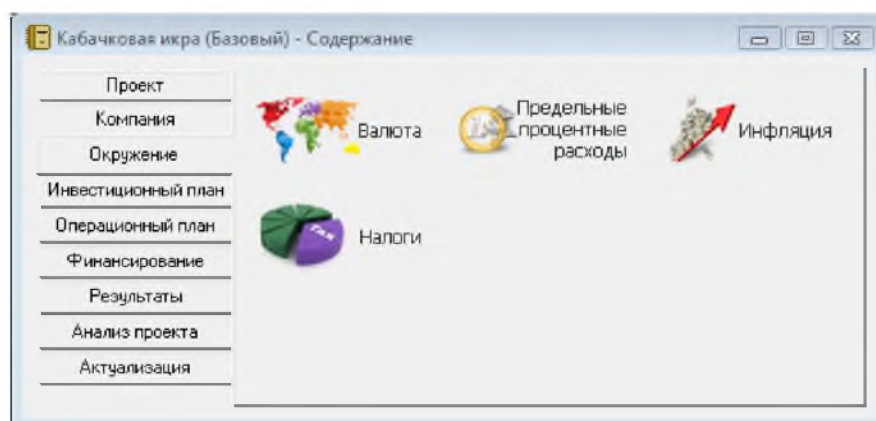 Кабачковая икра (Базовый) - Содержание
Проект
Компания
Окружение
Инвестиционный план
Операционный план
Финансирование
Результаты
Анализ проекта
Актуализация
Валюта
Предельные
процентные
расходы
Инфляция
Налоги